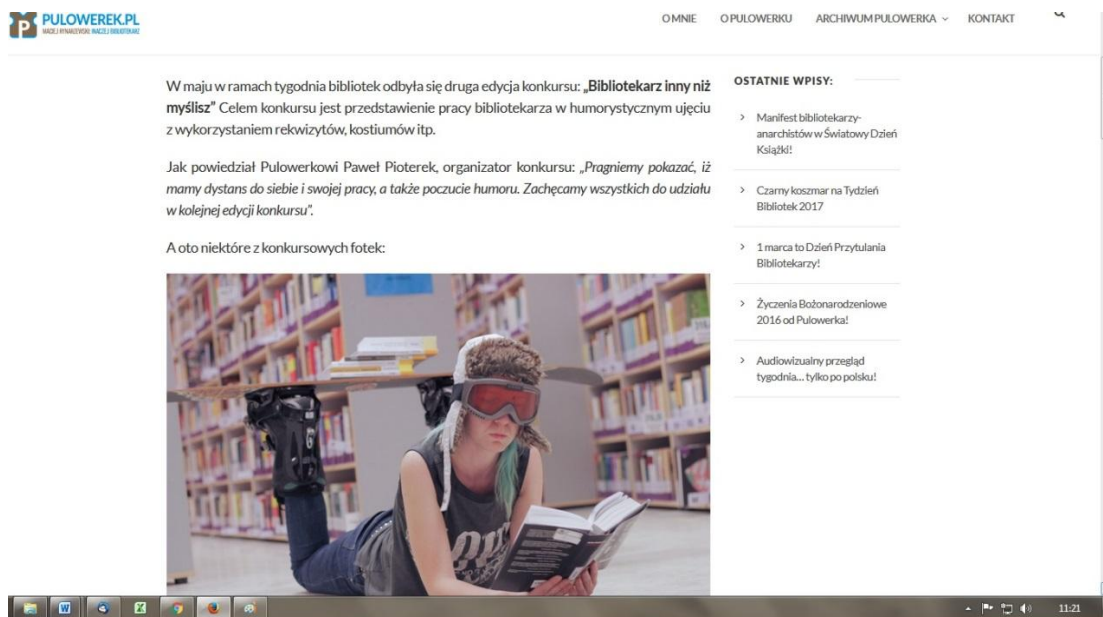 PULOWEREK.PL
MACIEJ RYNARZEWSKI: INACZEJ BIBLIOTEKARZ
O MNIE O PULOWERKU ARCHIWUM PULOWERKA KONTAKT
W maju w ramach tygodnia bibliotek odbyła się druga edycja konkursu: „Bibliotekarz inny niż
myślisz” Celem konkursu jest przedstawienie pracy bibliotekarza w humorystycznym ujęciu
z wykorzystaniem rekwizytów, kostiumów itp.
Jak powiedział Pulowerkowi Paweł Pioterek, organizator konkursu: „Pragniemy pokazać, iż
mamy dystans do siebie i swojej pracy, a także poczucie humoru. Zachęcamy wszystkich do udziału
w kolejnej edycji konkursu”.
A oto niektóre z konkursowych fotek:
OSTATNIE WPISY:
Manifest bibliotekarzy-
anarchistów w Światowy Dzień
Książki!
Czarny koszmar na Tydzień
Bibliotek 2017
1 marca to Dzień Przytulania
Bibliotekarzy!
Życzenia Bożonarodzeniowe
2016 od Pulowerka!
Audiowizualny przegląd
tygodnia... tylko po polsku!
11:21